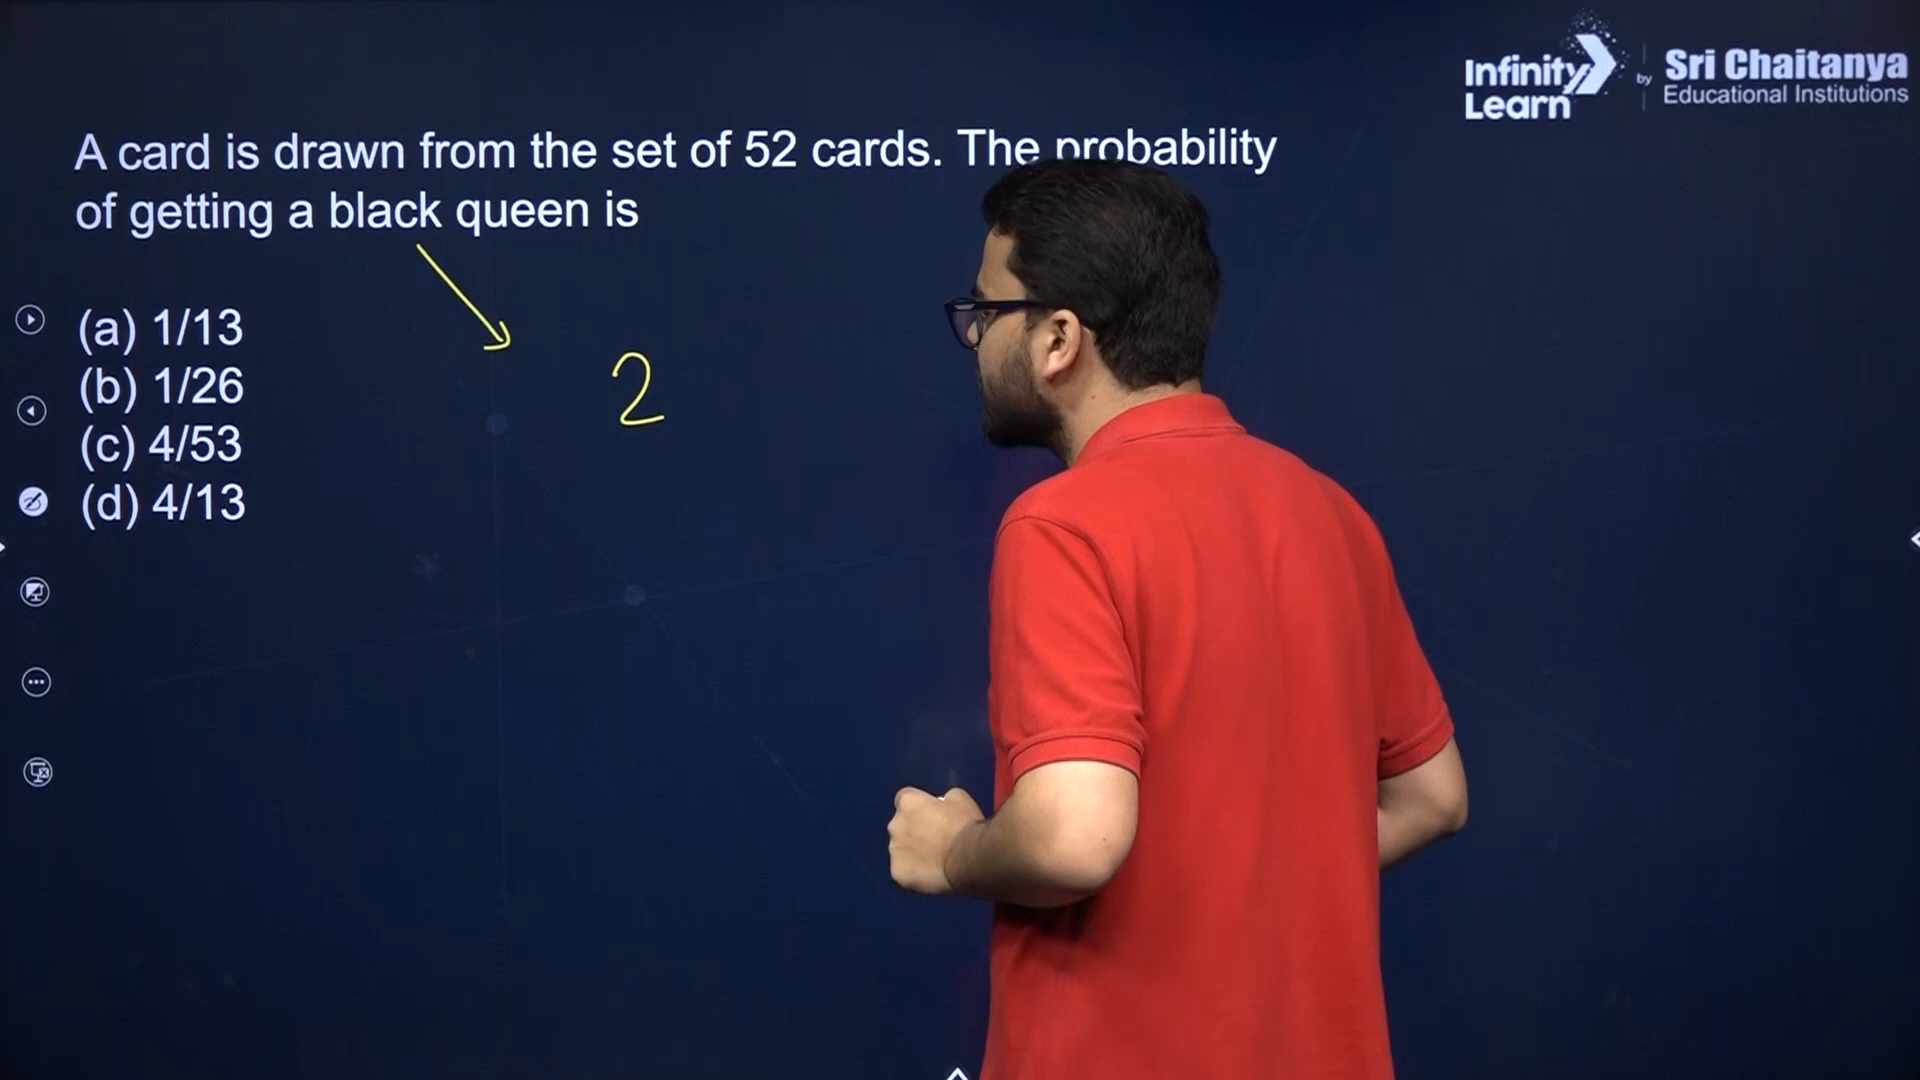 Infinity
Learn
by
Sri Chaitanya
Educational Institutions
A card is drawn from the set of 52 cards. The probability
of getting a black queen is
(a) 1/13
(b) 1/26
(c) 4/53
(d) 4/13
2